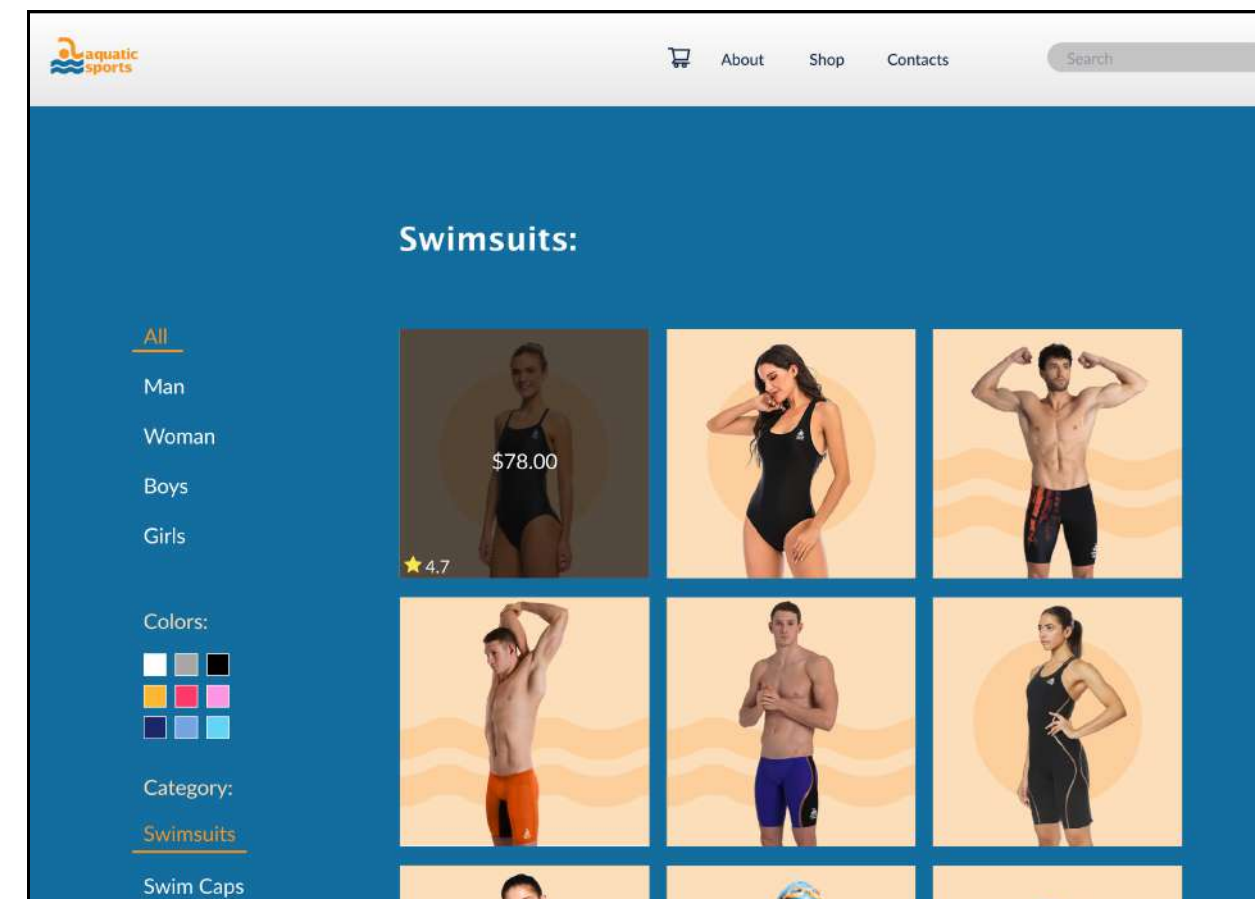 aquatic
sports
About
Shop
Contacts
Search
Swimsuits:
All
Man
Woman
Boys
Girls
$78.00
4.7
Colors:
Category:
Swimsuits
Swim Caps